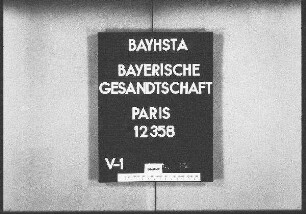 BAYHSTA
BAYERISCHE
GESANDTSCHAFT
PARIS
12358
V-1